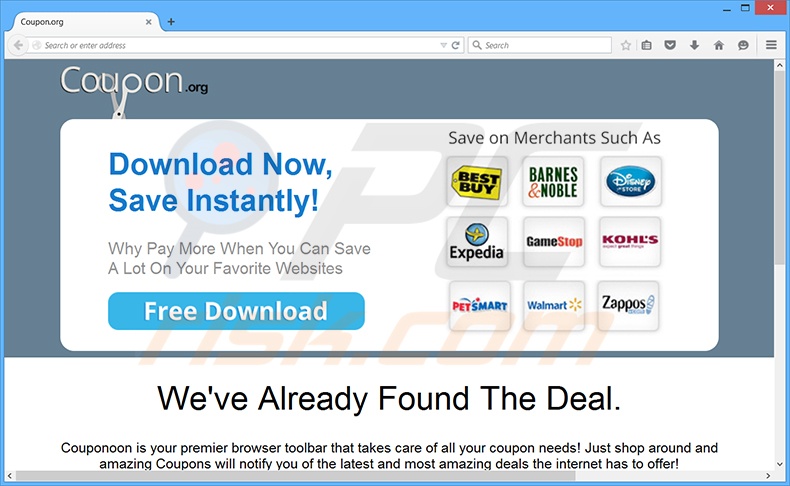 Coupon.org
Search or enter address
Search
Coupon.org
Download Now,
Save Instantly!
Why Pay More When You Can Save
A Lot On Your Favorite Websites
Free Download
Save on Merchants Such As
BEST BUY
BARNES &NOBLE
Disney STORE
Expedia
GameStop
KOHL'S
expect great things
PETSMART
Walmart
Zappos
PC
risk.com
We've Already Found The Deal.
Couponoon is your premier browser toolbar that takes care of all your coupon needs! Just shop around and
amazing Coupons will notify you of the latest and most amazing deals the internet has to offer!